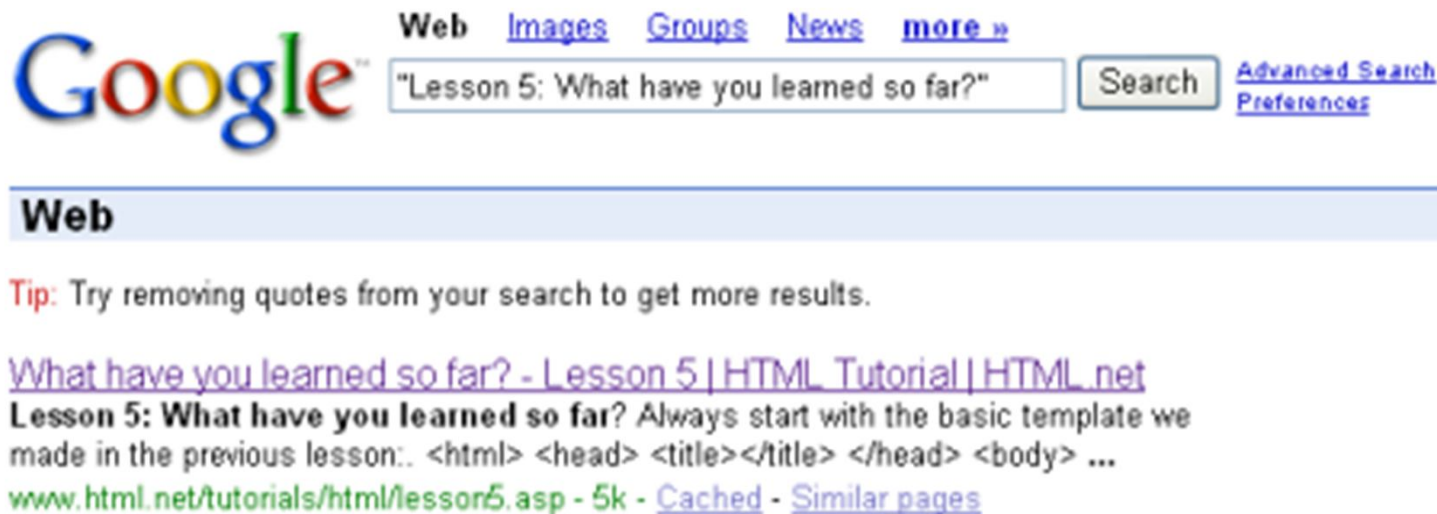 Google™
Web Images Groups News more »
"Lesson 5: What have you learned so far?" Search Advanced Search
Preferences
Web
Tip: Try removing quotes from your search to get more results.
What have you learned so far? - Lesson 5 | HTML Tutorial | HTML.net
Lesson 5: What have you learned so far? Always start with the basic template we
made in the previous lesson:. <html> <head> <title></title> </head> <body> ...
www.html.net/tutorials/html/lesson5.asp - 5k - Cached - Similar pages